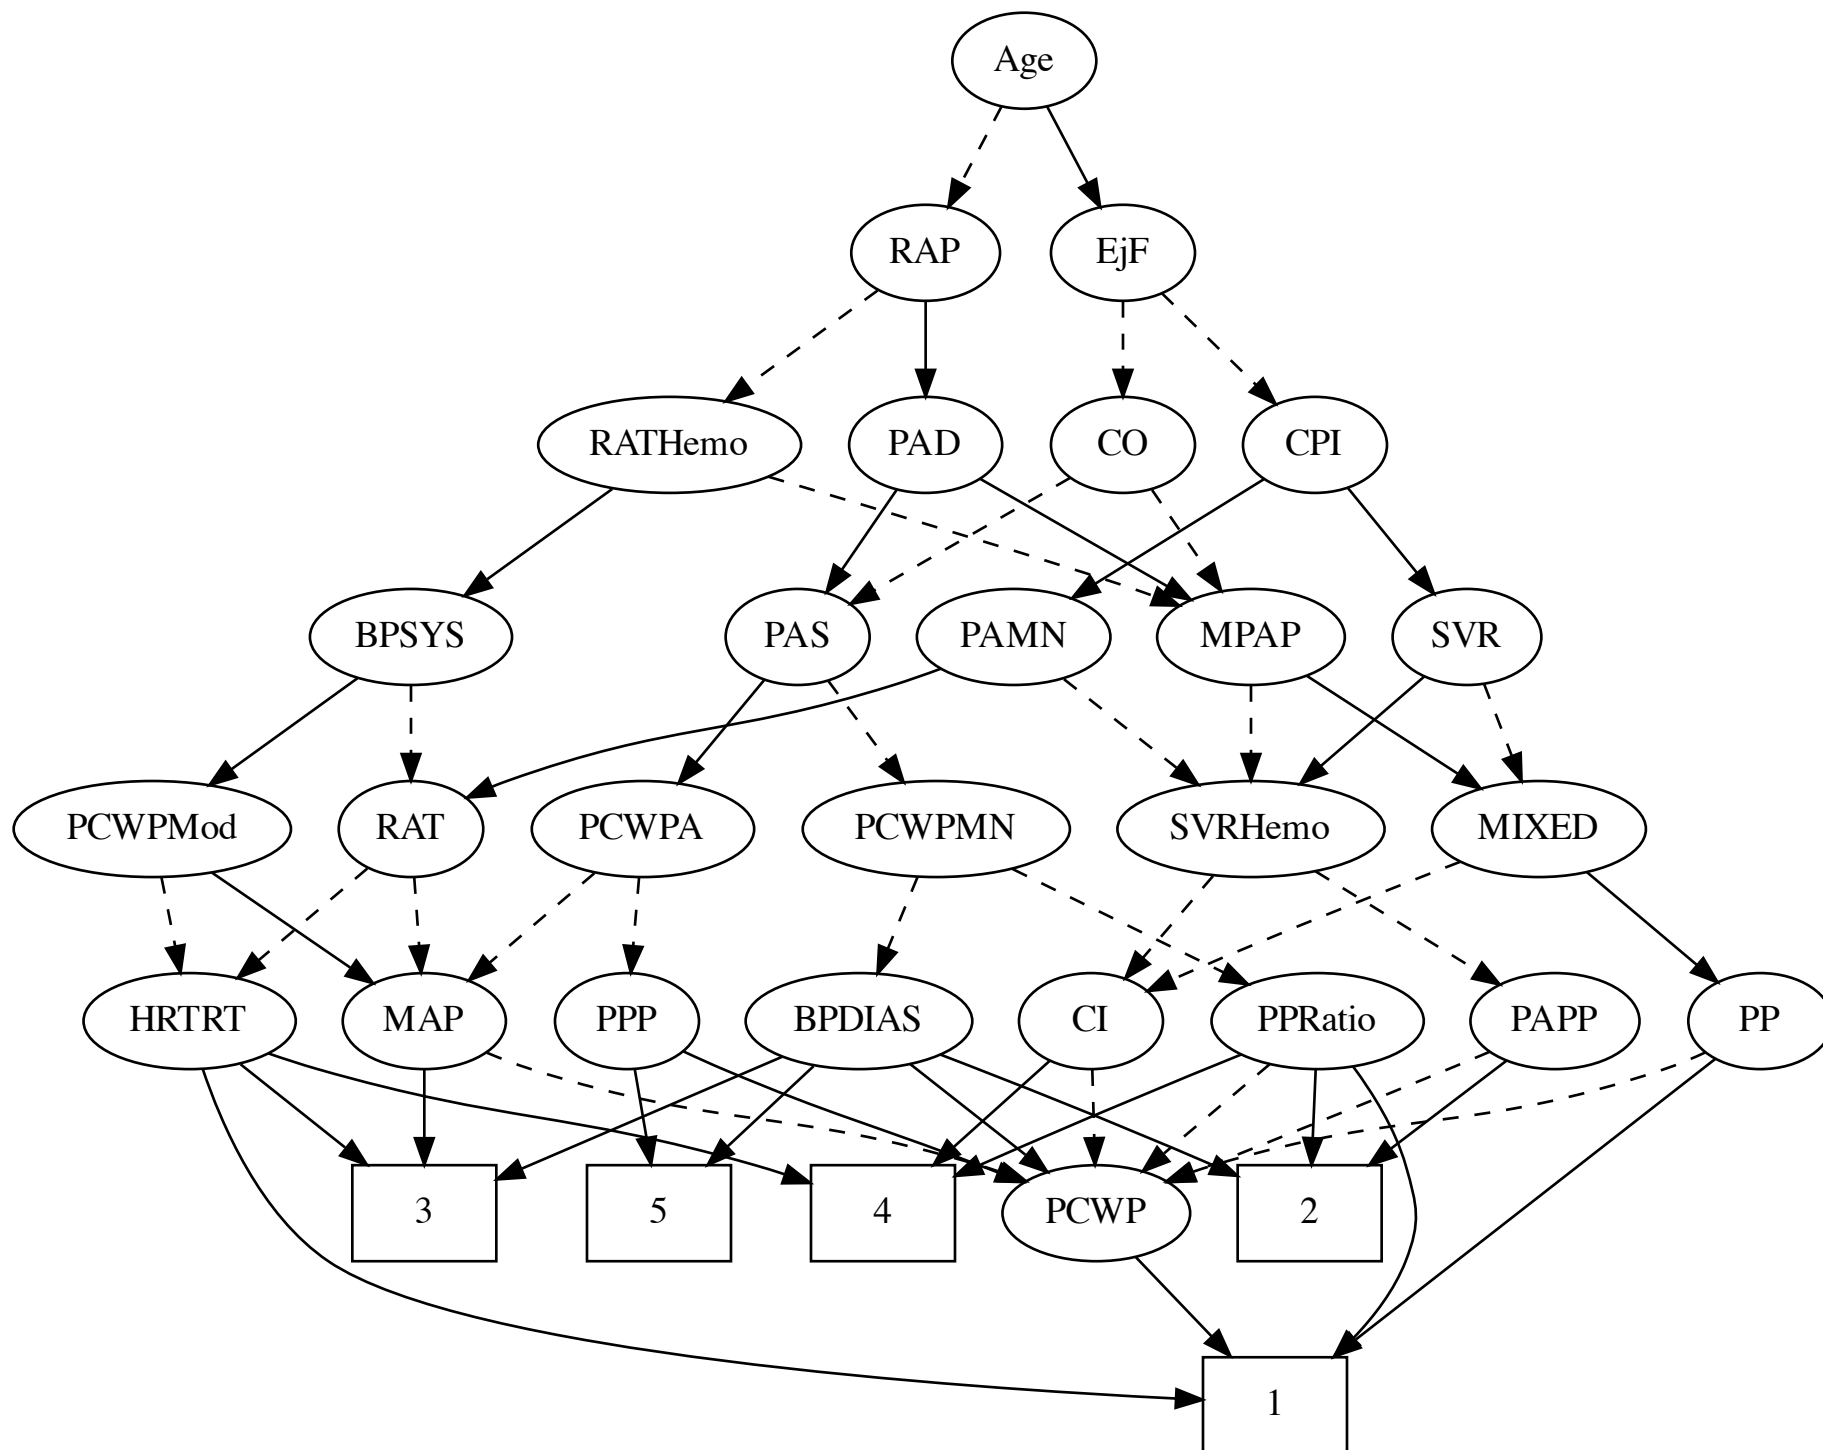 Age
RAP EjF
RATHemo PAD CO CPI
BPSYS PAS PAMN MPAP SVR
PCWPMod RAT PCWPA PCWPMN SVRHemo MIXED
HRTRT MAP PPP BPDIAS CI PPRatio PAPP PP
3 5 4 PCWP 2
1